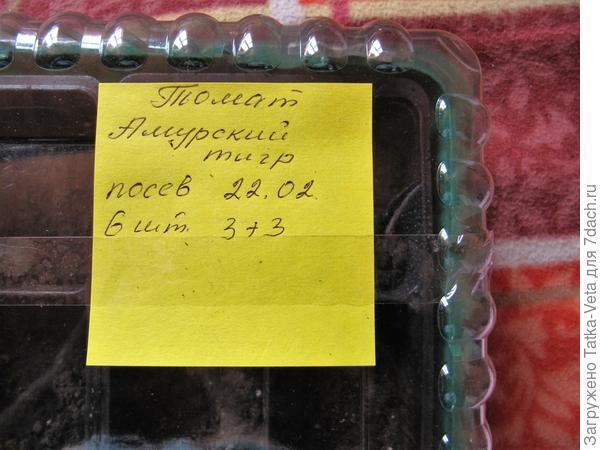 Томат
Амурский
тигр
посев 22.02.
6 шт. 3+3
Загружено Tatka-Veta для 7dach.ru